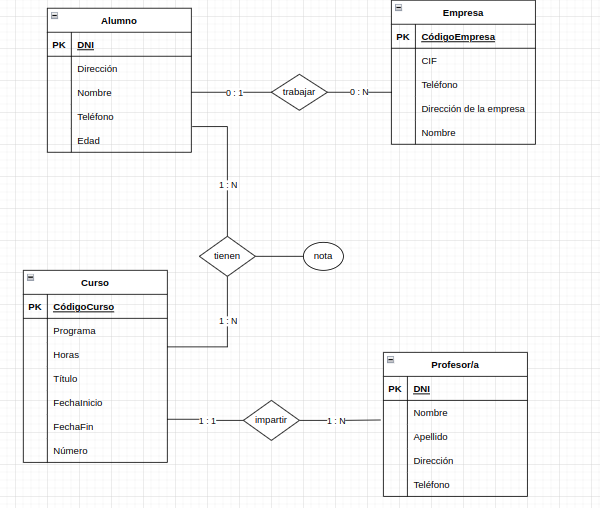 Alumno
PK DNI
Dirección
Nombre
Teléfono
Edad
Empresa
PK CódigoEmpresa
CIF
Teléfono
Dirección de la empresa
Nombre
0 : 1
trabajar
0 : N
1 : N
tienen
nota
1 : N
Curso
PK CódigoCurso
Programa
Horas
Título
FechaInicio
FechaFin
Número
1 : 1
impartir
1 : N
Profesor/a
PK DNI
Nombre
Apellido
Dirección
Teléfono